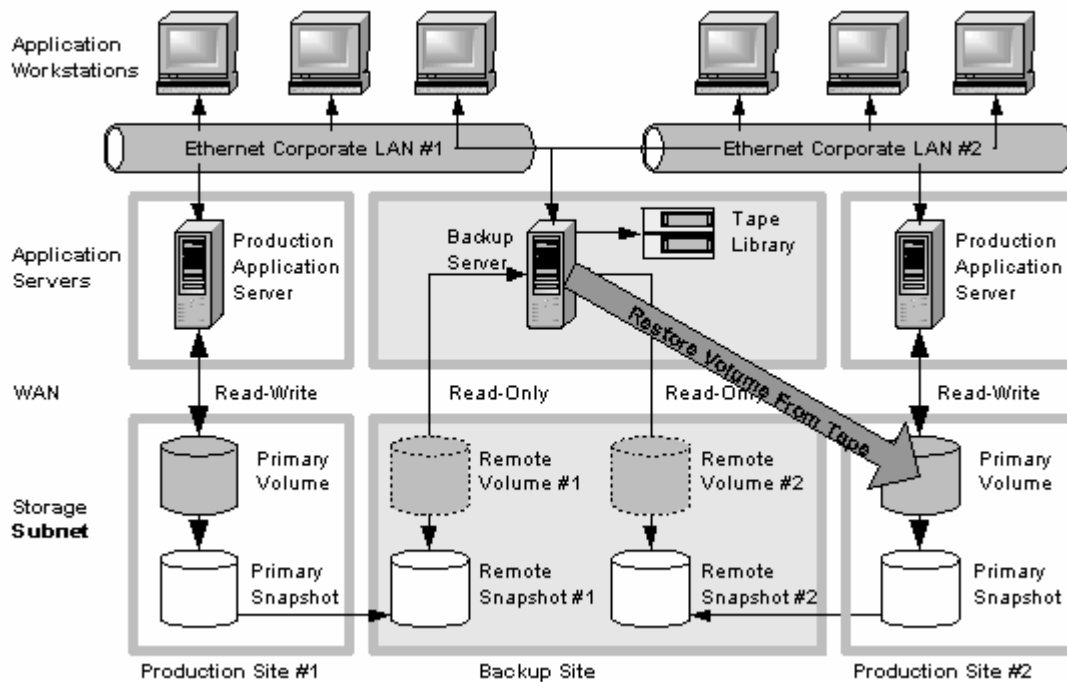 Application
Workstations
Ethernet Corporate LAN #1
Ethernet Corporate LAN #2
Application
Servers
Production
Application
Server
Backup
Server
Tape
Library
Production
Application
Server
Restore Volume From Tape
WAN
Read-Write
Read-Only
Read-Only
Read-Write
Storage
Subnet
Primary
Volume
Remote
Volume #1
Remote
Volume #2
Primary
Volume
Primary
Snapshot
Remote
Snapshot #1
Remote
Snapshot #2
Primary
Snapshot
Production Site #1
Backup Site
Production Site #2